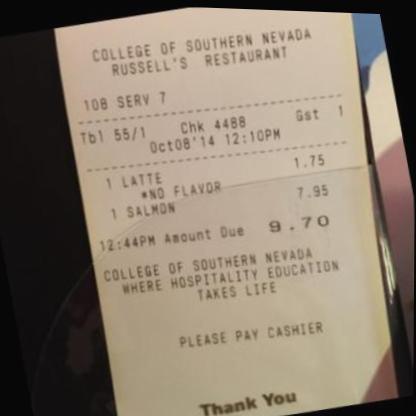 COLLEGE OF SOUTHERN NEVADA
RUSSELL'S RESTAURANT
108 SERV 7
Tbl 55/1 Chk 4488 Gst 1
Oct08'14 12:10PM
1 LATTE 1.75
*NO FLAVOR
1 SALMON 7.95
12:44PM Amount Due 9.70
COLLEGE OF SOUTHERN NEVADA
WHERE HOSPITALITY EDUCATION
TAKES LIFE
PLEASE PAY CASHIER
Thank You